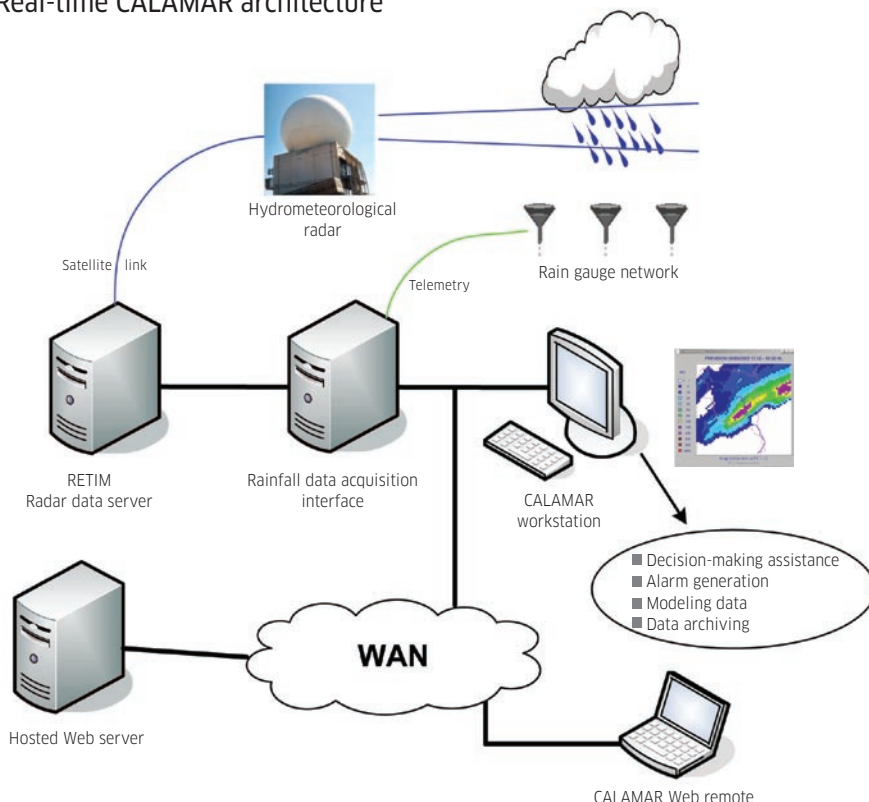 Real-time CALAMAR architecture
Hydrometeorological
radar
Satellite link
Telemetry
Rain gauge network
RETIM
Radar data server
Rainfall data acquisition
interface
CALAMAR
workstation
Decision-making assistance
Alarm generation
Modeling data
Data archiving
WAN
Hosted Web server
CALAMAR Web remote